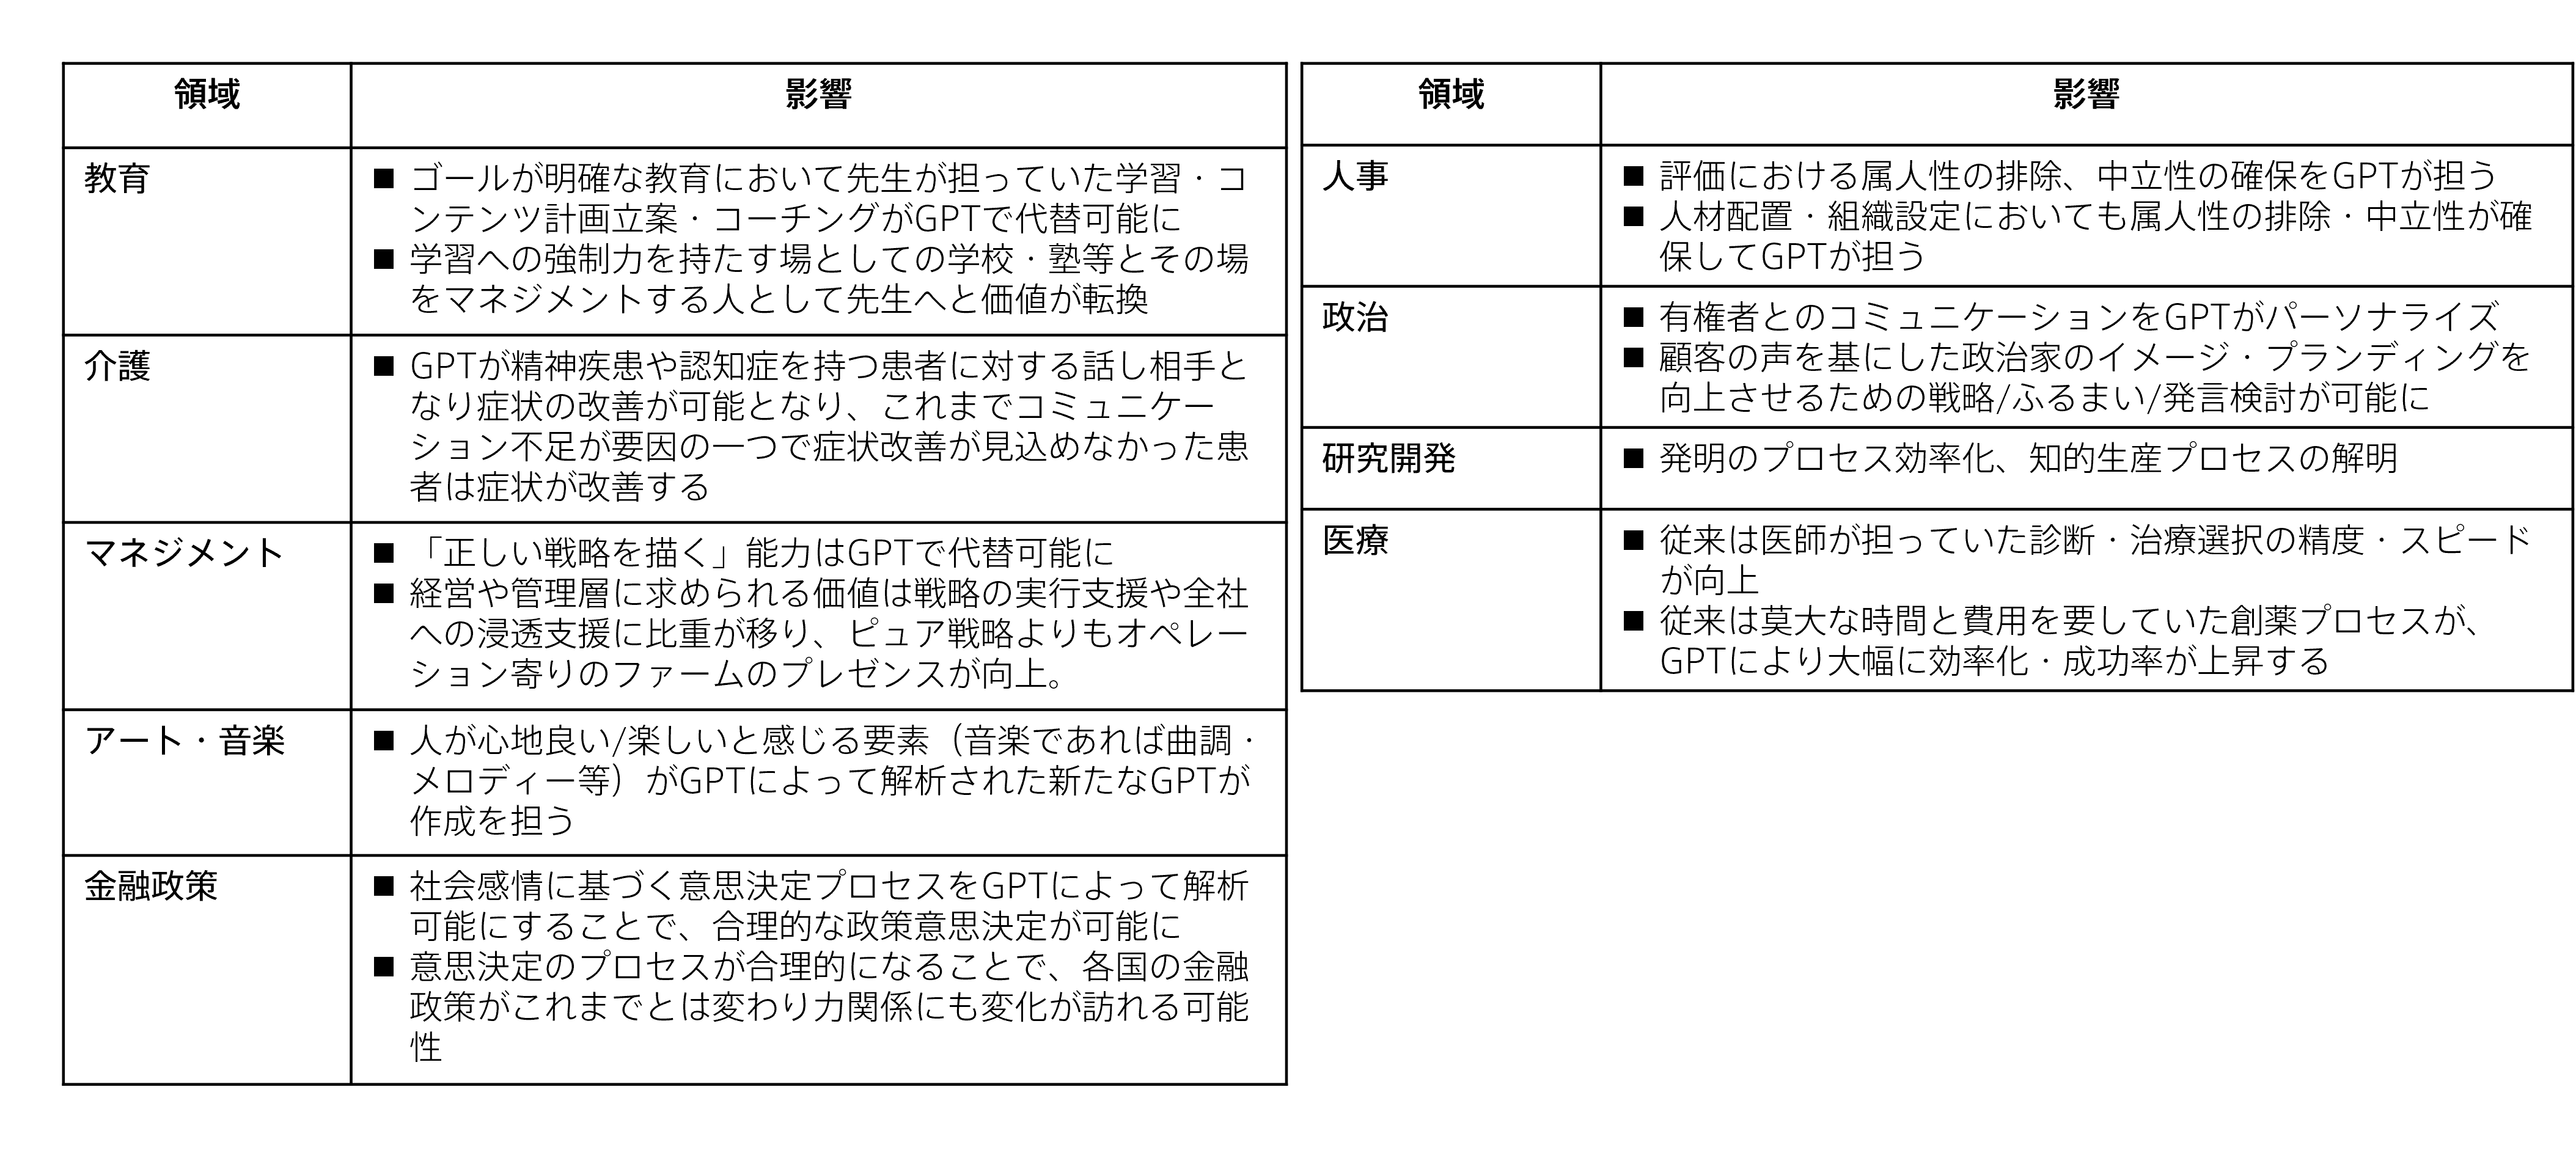 領域
影響
教育
■ ゴールが明確な教育において先生が担っていた学習・コ
ンテンツ計画立案・コーチングがGPTで代替可能に
■ 学習への強制力を持たす場としての学校・塾等とその場
をマネジメントする人として先生へと価値が転換
介護
■ GPTが精神疾患や認知症を持つ患者に対する話し相手と
なり症状の改善が可能となり、これまでコミュニケー
ション不足が要因の一つで症状改善が見込めなかった患
者は症状が改善する
マネジメント
■ 「正しい戦略を描く」能力はGPTで代替可能に
■ 経営や管理層に求められる価値は戦略の実行支援や全社
への浸透支援に比重が移り、ピュア戦略よりもオペレー
ション寄りのファームのプレゼンスが向上。
アート・音楽
■ 人が心地良い/楽しいと感じる要素（音楽であれば曲調・
メロディー等）がGPTによって解析された新たなGPTが
作成を担う
金融政策
■ 社会感情に基づく意思決定プロセスをGPTによって解析
可能にすることで、合理的な政策意思決定が可能に
■ 意思決定のプロセスが合理的になることで、各国の金融
政策がこれまでとは変わり力関係にも変化が訪れる可能
性
領域
影響
人事
■ 評価における属人性の排除、中立性の確保をGPTが担う
■ 人材配置・組織設定においても属人性の排除・中立性が確
保してGPTが担う
政治
■ 有権者とのコミュニケーションをGPTがパーソナライズ
■ 顧客の声を基にした政治家のイメージ・ブランディングを
向上させるための戦略/ふるまい/発言検討が可能に
研究開発
■ 発明のプロセス効率化、知的生産プロセスの解明
医療
■ 従来は医師が担っていた診断・治療選択の精度・スピード
が向上
■ 従来は莫大な時間と費用を要していた創薬プロセスが、
GPTにより大幅に効率化・成功率が上昇する